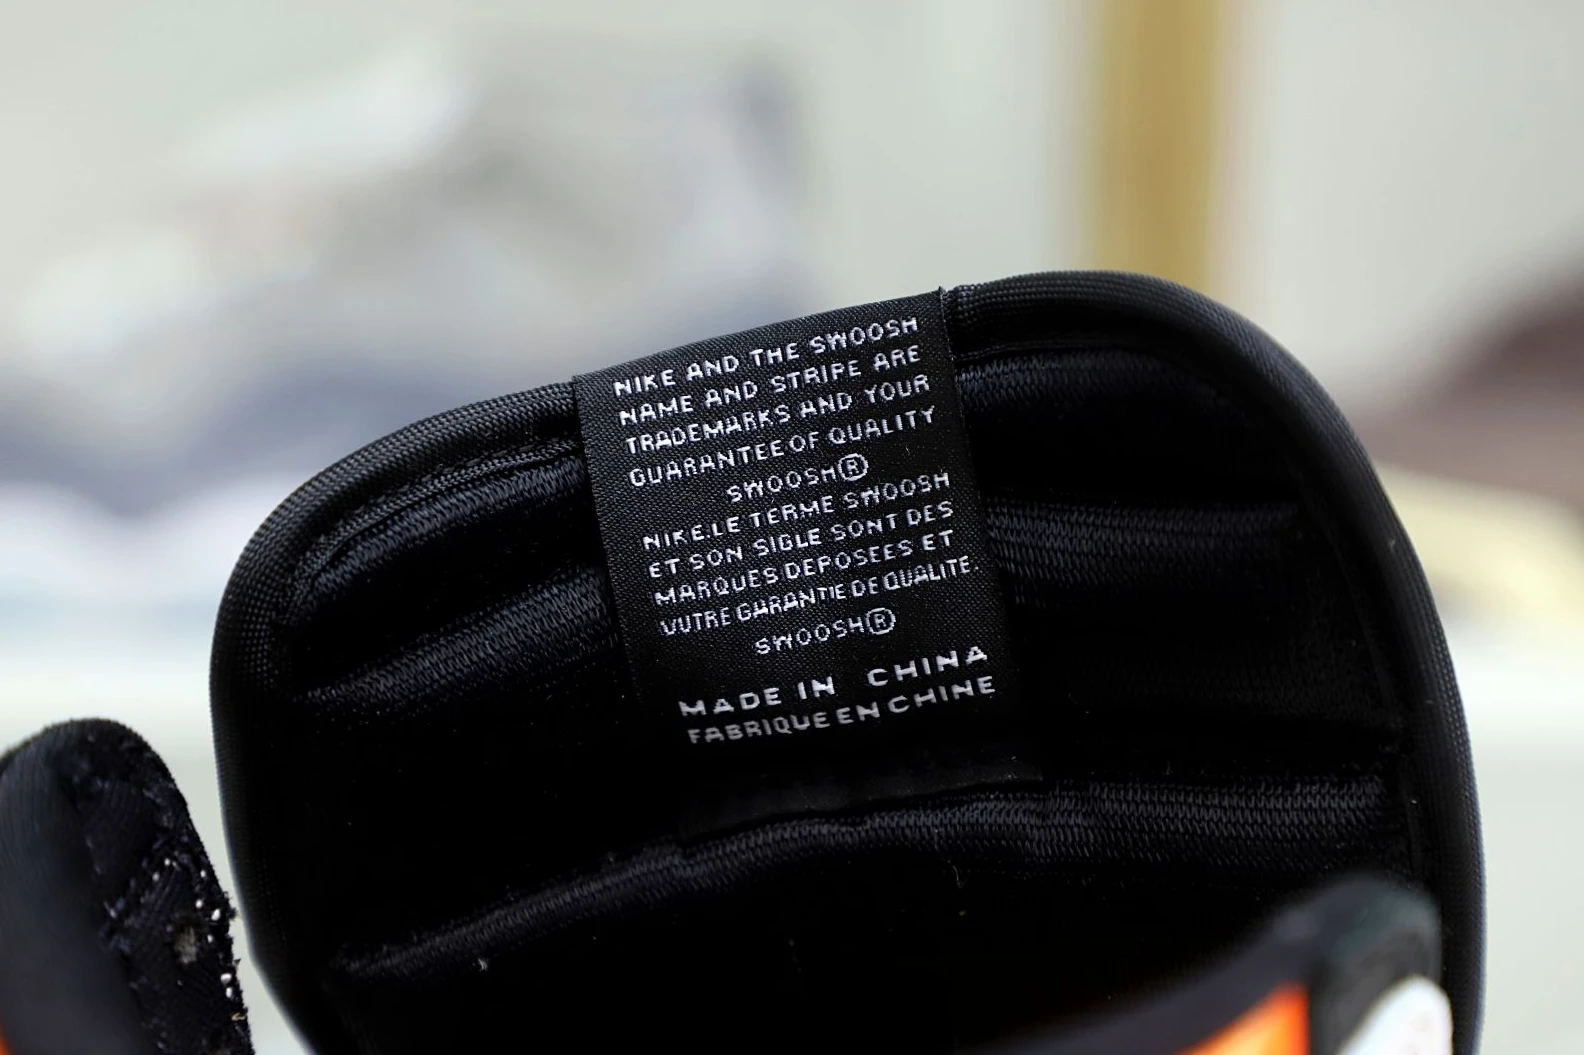 NIKE AND THE SWOOSH
NAME AND STRIPE ARE
TRADEMARKS AND YOUR
GUARANTEE OF QUALITY
SWOOSH®
NIKE.LE TERME SWOOSH
ET SON SIGLE SONT DES
MARQUES DEPOSEES ET
VUTRE GARANTIE DE QUALITE
SWOOSH®
MADE IN CHINA
FABRIQUE EN CHINE